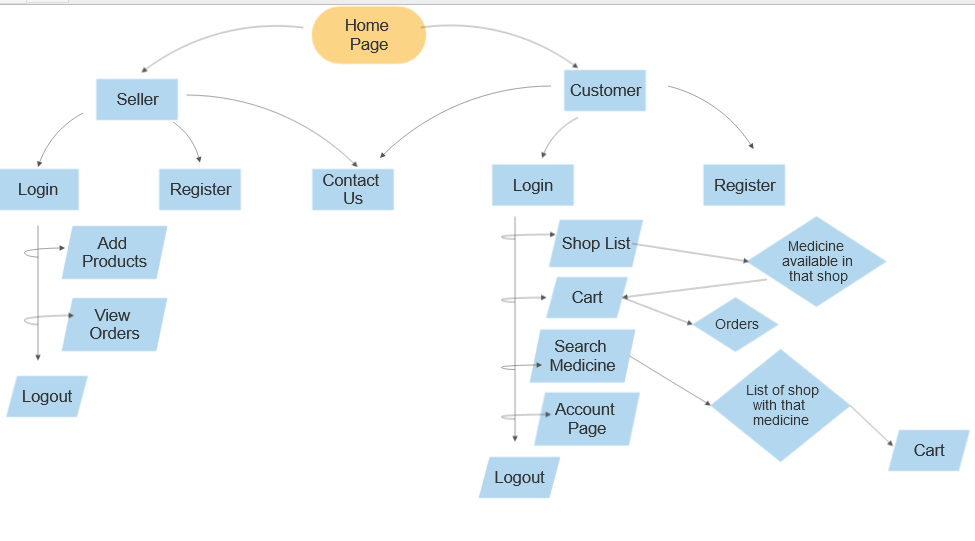 Home
Page
Seller
Customer
Login
Register
Contact
Us
Login
Register
Add
Products
Shop List
Medicine
available in
that shop
View
Orders
Cart
Orders
Search
Medicine
List of shop
with that
medicine
Logout
Account
Page
Cart
Logout